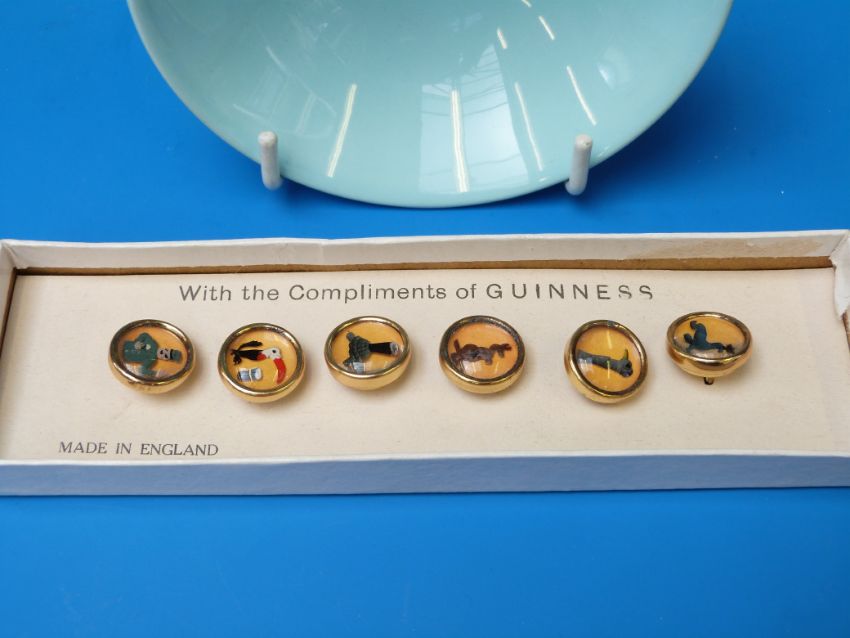 With the Compliments of GUINNESS
MADE IN ENGLAND